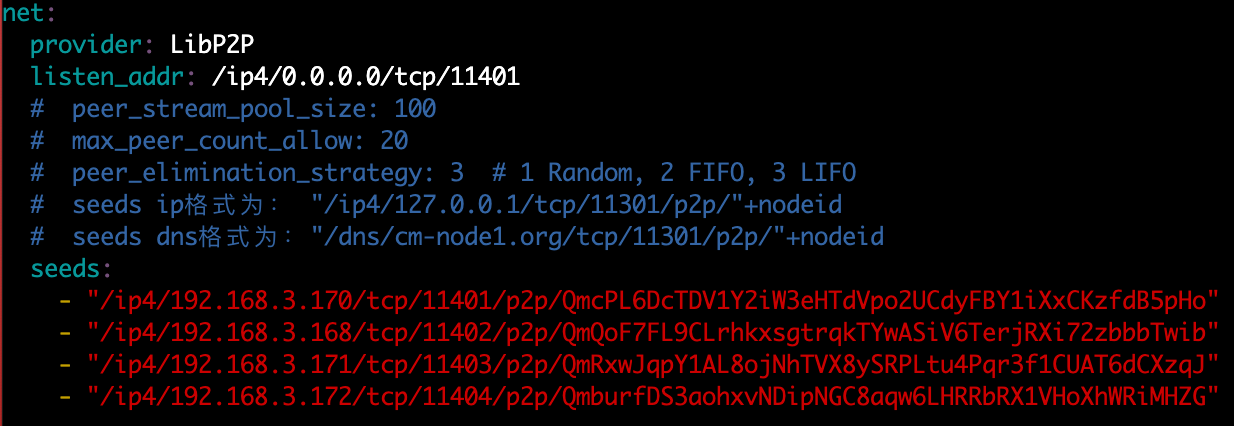 net:
provider: LibP2P
listen_addr: /ip4/0.0.0.0/tcp/11401
#  peer_stream_pool_size: 100
#  max_peer_count_allow: 20
#  peer_elimination_strategy: 3  # 1 Random, 2 FIFO, 3 LIFO
#  seeds ip格式为： "/ip4/127.0.0.1/tcp/11301/p2p/"+nodeid
#  seeds dns格式为："/dns/cm-node1.org/tcp/11301/p2p/"+nodeid
seeds:
- "/ip4/192.168.3.170/tcp/11401/p2p/QmcPL6DcTDV1Y2iW3eHTdVpo2UCdyFBY1iXxCKzfdB5pHo"
- "/ip4/192.168.3.168/tcp/11402/p2p/QmQoF7FL9CLrhkxsgtrqkTYwASiV6TerjRXi72zbbbTwib"
- "/ip4/192.168.3.171/tcp/11403/p2p/QmRxwJqpY1AL8ojNhTVX8ySRPLtu4Pqr3f1CUAT6dCXzqJ"
- "/ip4/192.168.3.172/tcp/11404/p2p/QmburfDS3aohxvNDipNGC8aqw6LHRRbRX1VHoXhWRiMHZG"